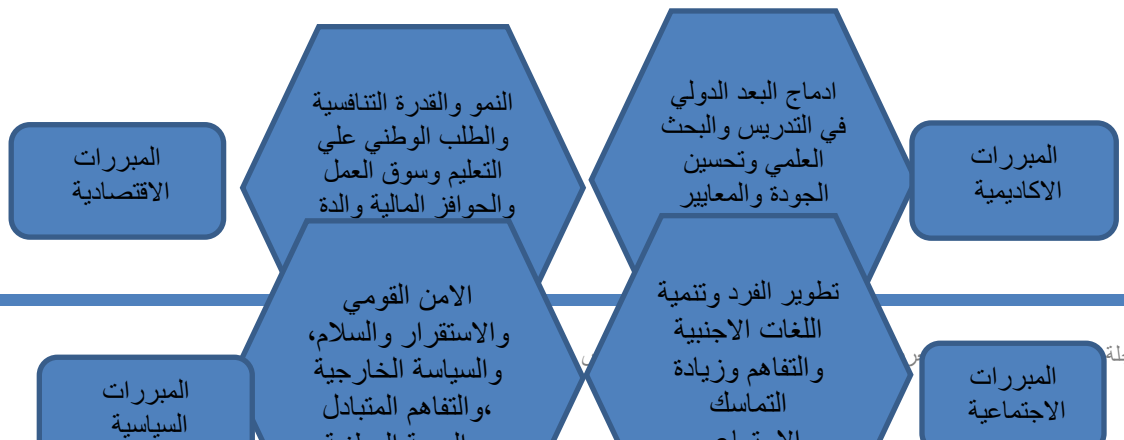 المبررات
الاكاديمية
ادماج البعد الدولي
في التدريس والبحث
العلمي وتحسين
الجودة والمعايير
النمو والقدرة التنافسية
والطلب الوطني علي
التعليم وسوق العمل
والحوافز المالية والدة
المبررات
الاقتصادية
المبررات
الاجتماعية
تطوير الفرد وتنمية
اللغات الاجنبية
والتفاهم وزيادة
التماسك
الامن القومي
والاستقرار والسلام،
والسياسة الخارجية
،والتفاهم المتبادل
المبررات
السياسية